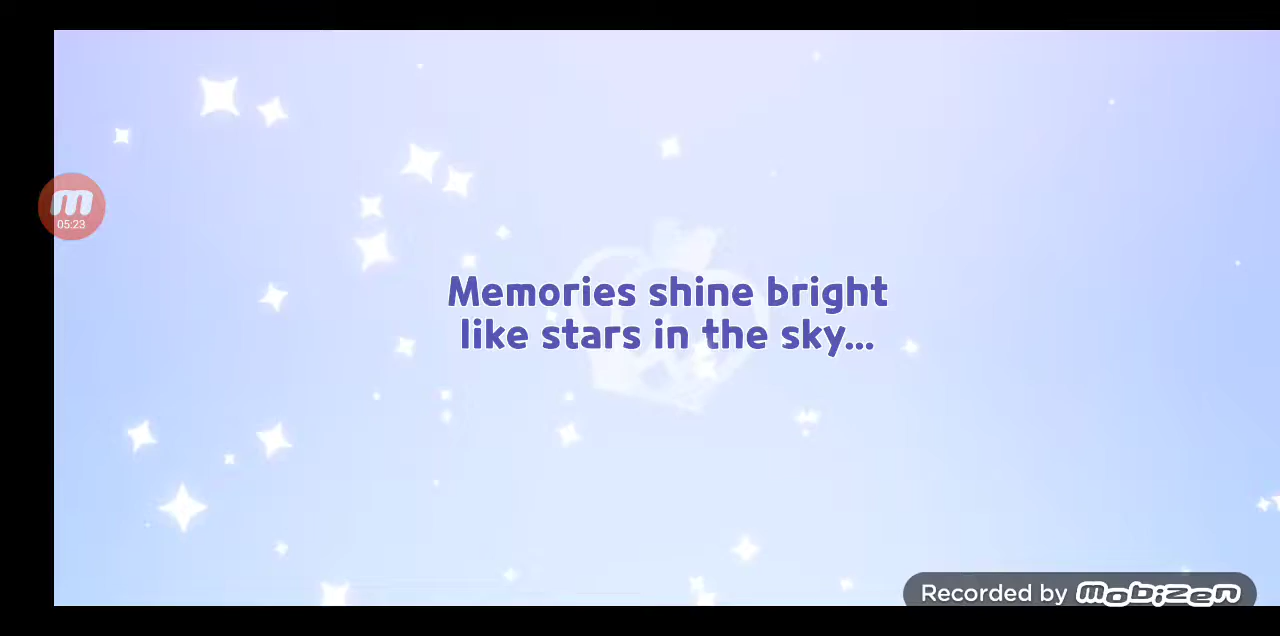 m
05:23
Memories shine bright
like stars in the sky...
Recorded by mobizen